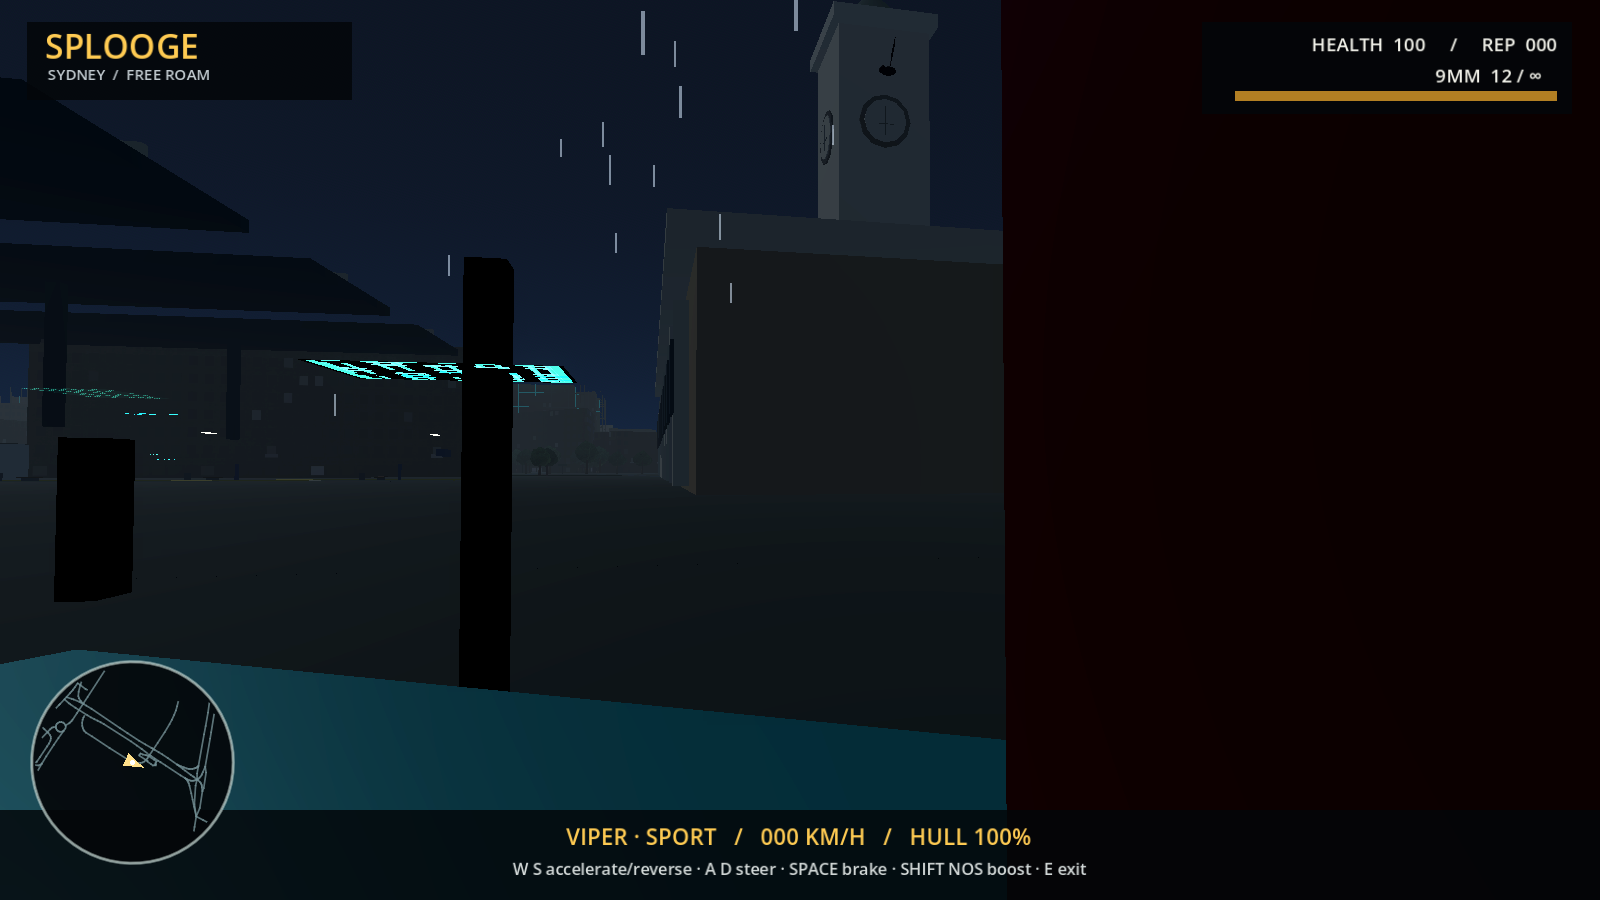 SPLOOGE
SYDNEY / FREE ROAM
HEALTH 100 / REP 000
9MM 12 / ∞
VIPER · SPORT / 000 KM/H / HULL 100%
W S accelerate/reverse · A D steer · SPACE brake · SHIFT NOS boost · E exit